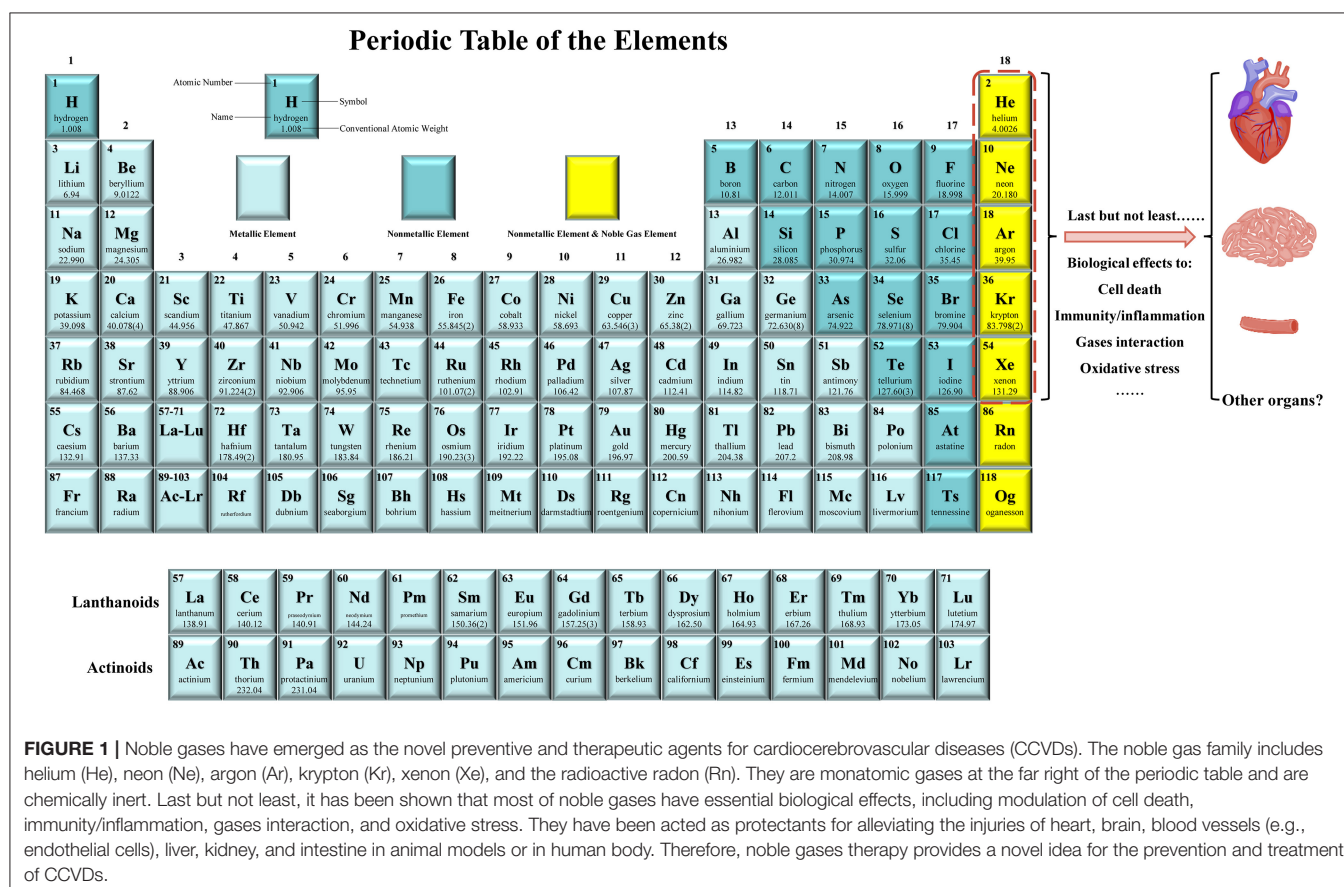 Periodic Table of the Elements
1
18
1
H
hydrogen
1.008
Atomic Number
Name
1
H
hydrogen
1.008
Symbol
Conventional Atomic Weight
2
He
helium
4.0026
2
13
14
15
16
17
3
Li
lithium
6.94
4
Be
beryllium
9.0122
5
B
boron
10.81
6
C
carbon
12.011
7
N
nitrogen
14.007
8
O
oxygen
15.999
9
F
fluorine
18.998
10
Ne
neon
20.180
Metallic Element
Nonmetallic Element
Nonmetallic Element & Noble Gas Element
11
Na
sodium
22.990
12
Mg
magnesium
24.305
3
4
5
6
7
8
9
10
11
12
13
Al
aluminium
26.982
14
Si
silicon
28.085
15
P
phosphorus
30.974
16
S
sulfur
32.06
17
Cl
chlorine
35.45
18
Ar
argon
39.95
19
K
potassium
39.098
20
Ca
calcium
40.078(4)
21
Sc
scandium
44.956
22
Ti
titanium
47.867
23
V
vanadium
50.942
24
Cr
chromium
51.996
25
Mn
manganese
54.938
26
Fe
iron
55.845(2)
27
Co
cobalt
58.933
28
Ni
nickel
58.693
29
Cu
copper
63.546(3)
30
Zn
zinc
65.38(2)
31
Ga
gallium
69.723
32
Ge
germanium
72.630(8)
33
As
arsenic
74.922
34
Se
selenium
78.971(8)
35
Br
bromine
79.904
36
Kr
krypton
83.798(2)
37
Rb
rubidium
84.468
38
Sr
strontium
87.62
39
Y
yttrium
88.906
40
Zr
zirconium
91.224(2)
41
Nb
niobium
92.906
42
Mo
molybdenum
95.95
43
Tc
technetium
44
Ru
ruthenium
101.07(2)
45
Rh
rhodium
102.91
46
Pd
palladium
106.42
47
Ag
silver
107.87
48
Cd
cadmium
112.41
49
In
indium
114.82
50
Sn
tin
118.71
51
Sb
antimony
121.76
52
Te
tellurium
127.60(3)
53
I
iodine
126.90
54
Xe
xenon
131.29
55
Cs
caesium
132.91
56
Ba
barium
137.33
57-71
La-Lu
72
Hf
hafnium
178.49(2)
73
Ta
tantalum
180.95
74
W
tungsten
183.84
75
Re
rhenium
186.21
76
Os
osmium
190.23(3)
77
Ir
iridium
192.22
78
Pt
platinum
195.08
79
Au
gold
196.97
80
Hg
mercury
200.59
81
Tl
thallium
204.38
82
Pb
lead
207.2
83
Bi
bismuth
208.98
84
Po
polonium
85
At
astatine
86
Rn
radon
87
Fr
francium
88
Ra
radium
89-103
Ac-Lr
104
Rf
rutherfordium
105
Db
dubnium
106
Sg
seaborgium
107
Bh
bohrium
108
Hs
hassium
109
Mt
meitnerium
110
Ds
darmstadtium
111
Rg
roentgenium
112
Cn
copernicium
113
Nh
nihonium
114
Fl
flerovium
115
Mc
moscovium
116
Lv
livermorium
117
Ts
tennessine
118
Og
oganesson
Last but not least……
Biological effects to:
Cell death
Immunity/inflammation
Gases interaction
Oxidative stress
……
Other organs?
Lanthanoids
57
La
lanthanum
138.91
58
Ce
cerium
140.12
59
Pr
praseodymium
140.91
60
Nd
neodymium
144.24
61
Pm
promethium
62
Sm
samarium
150.36(2)
63
Eu
europium
151.96
64
Gd
gadolinium
157.25(3)
65
Tb
terbium
158.93
66
Dy
dysprosium
162.50
67
Ho
holmium
164.93
68
Er
erbium
167.26
69
Tm
thulium
168.93
70
Yb
ytterbium
173.05
71
Lu
lutetium
174.97
Actinoids
89
Ac
actinium
90
Th
thorium
232.04
91
Pa
protactinium
231.04
92
U
uranium
93
Np
neptunium
94
Pu
plutonium
95
Am
americium
96
Cm
curium
97
Bk
berkelium
98
Cf
californium
99
Es
einsteinium
100
Fm
fermium
101
Md
mendelevium
102
No
nobelium
103
Lr
lawrencium
FIGURE 1 | Noble gases have emerged as the novel preventive and therapeutic agents for cardiocerebrovascular diseases (CCVDs). The noble gas family includes
helium (He), neon (Ne), argon (Ar), krypton (Kr), xenon (Xe), and the radioactive radon (Rn). They are monatomic gases at the far right of the periodic table and are
chemically inert. Last but not least, it has been shown that most of noble gases have essential biological effects, including modulation of cell death,
immunity/inflammation, gases interaction, and oxidative stress. They have been acted as protectants for alleviating the injuries of heart, brain, blood vessels (e.g.,
endothelial cells), liver, kidney, and intestine in animal models or in human body. Therefore, noble gases therapy provides a novel idea for the prevention and treatment
of CCVDs.